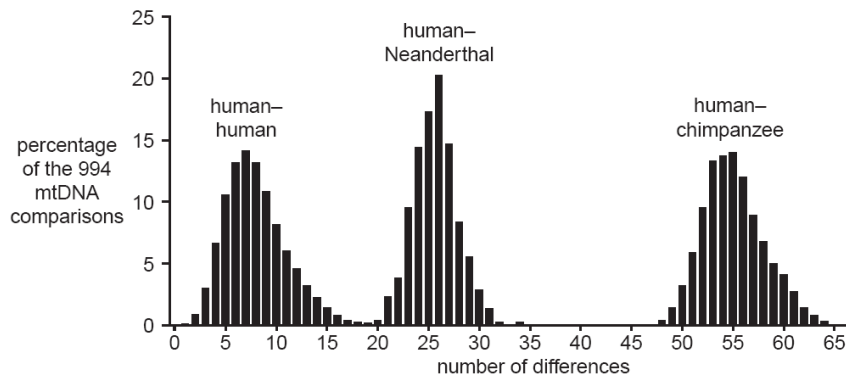 25
20
15
10
5
0
percentage
of the 994
mtDNA
comparisons
human–
human
human–
Neanderthal
human–
chimpanzee
0 5 10 15 20 25 30 35 40 45 50 55 60 65
number of differences